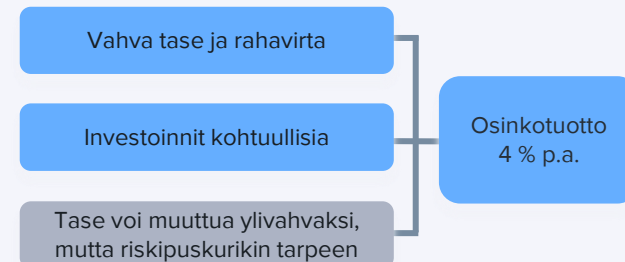 Vahva tase ja rahavirta
Investoinnit kohtuullisia
Osinkotuotto
4 % p.a.
Tase voi muuttua ylivahvaksi,
mutta riskipuskurikin tarpeen